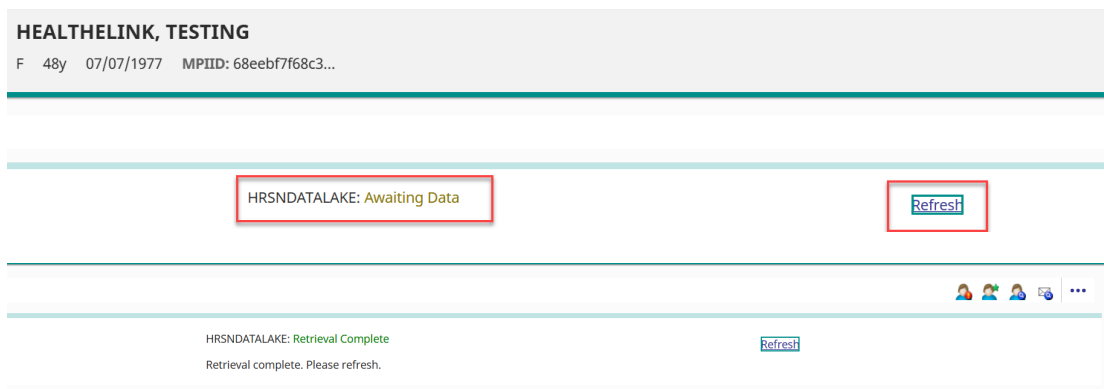 HEALTHELINK, TESTING
F 48y 07/07/1977 MPIID: 68eebf7f68c3...
HRSNDATALAKE: Awaiting Data Refresh
HRSNDATALAKE: Retrieval Complete Refresh
Retrieval complete. Please refresh.